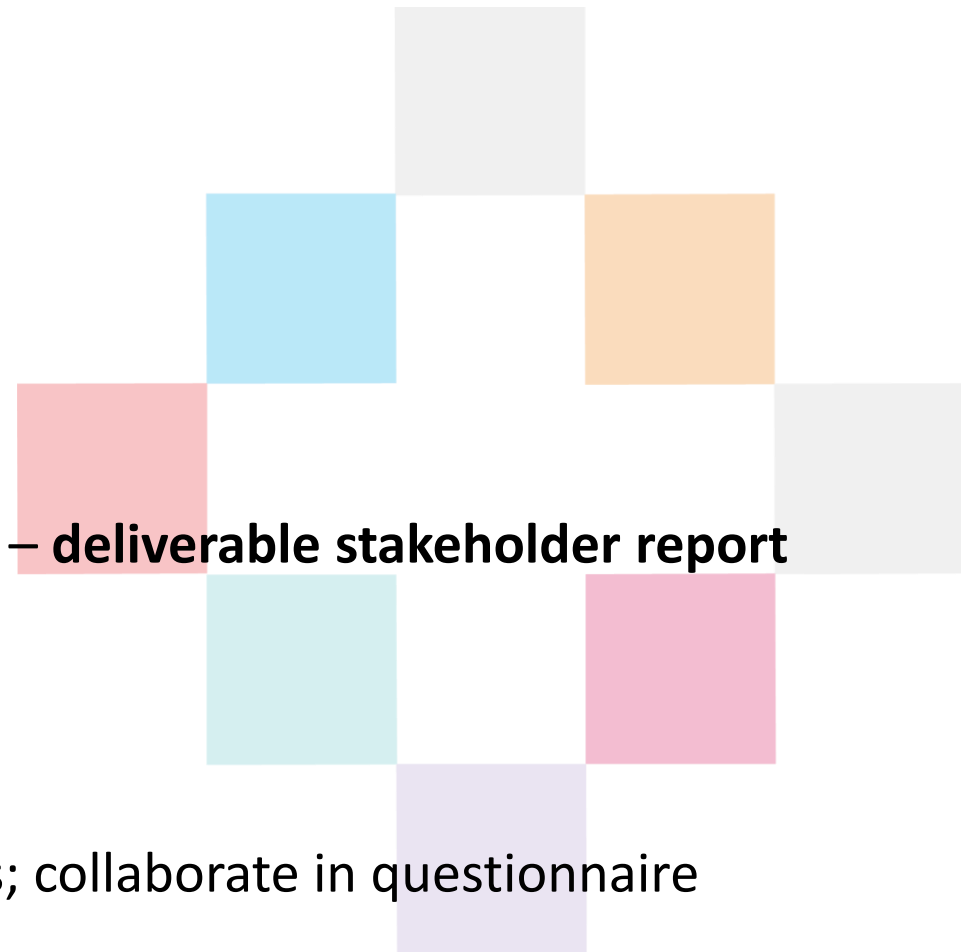 – deliverable stakeholder report
; collaborate in questionnaire